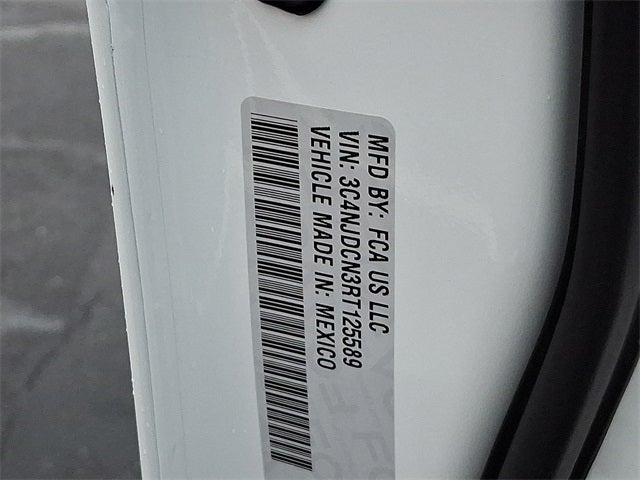 MFD BY: FCA US LLC
VIN: 3C4NJDCN3RT125589
VEHICLE MADE IN: MEXICO